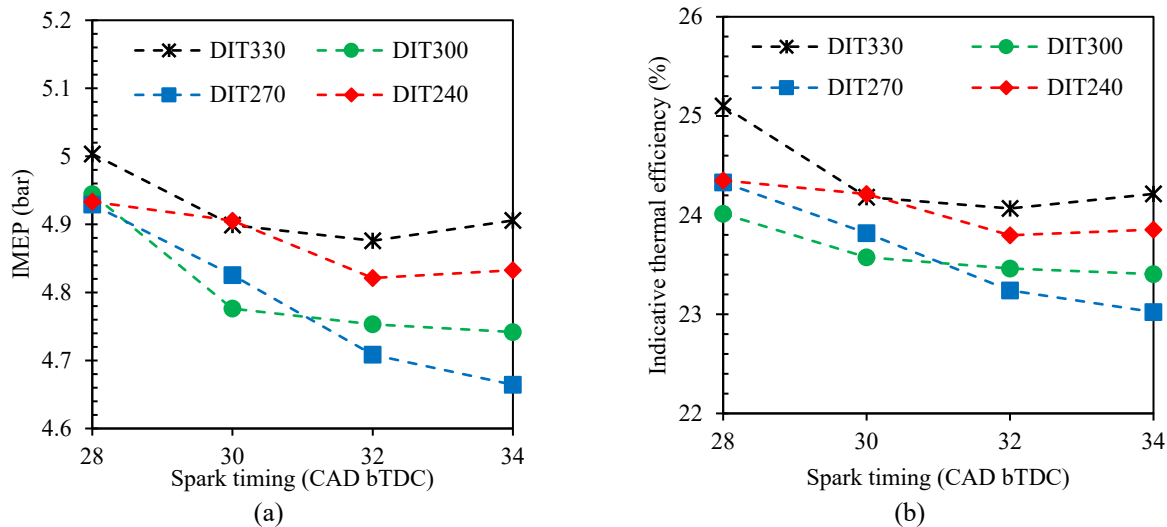 5.2
5.1
5
4.9
4.8
4.7
4.6
IMEP (bar)
DIT330
DIT300
DIT270
DIT240
28
30
32
34
Spark timing (CAD bTDC)
(a)
26
25
24
23
22
Indicative thermal efficiency (%)
DIT330
DIT300
DIT270
DIT240
28
30
32
34
Spark timing (CAD bTDC)
(b)